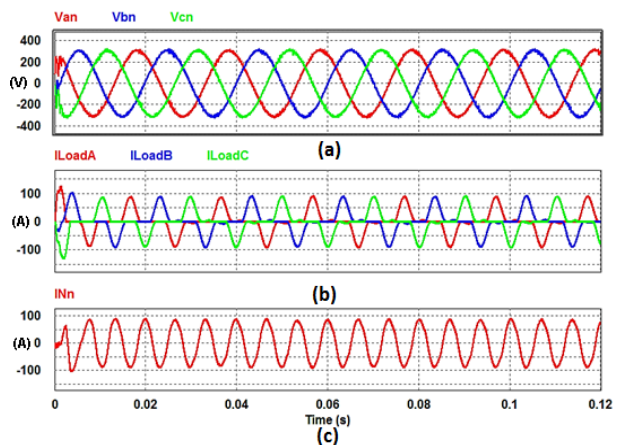 Van Vbn Vcn
400
200
(V) 0
-200
-400
(a)
ILoadA ILoadB ILoadC
100
(A) 0
-100
(b)
INn
100
(A) 0
-100
0 0.02 0.04 0.06 0.08 0.1 0.12
Time (s)
(c)